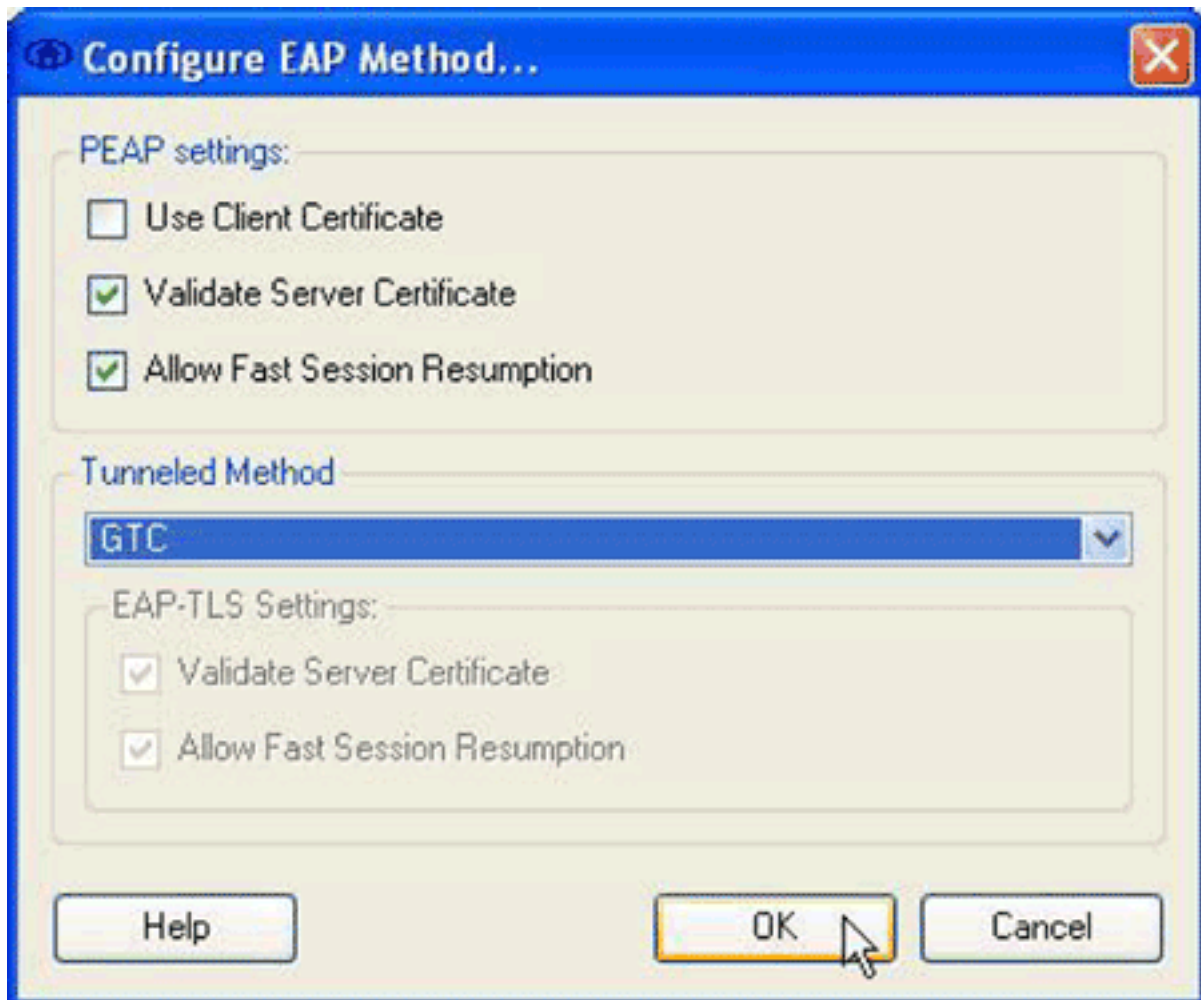 Configure EAP Method...
PEAP settings:
Use Client Certificate
Validate Server Certificate
Allow Fast Session Resumption
Tunneled Method
GTC
EAP-TLS Settings:
Validate Server Certificate
Allow Fast Session Resumption
Help OK Cancel